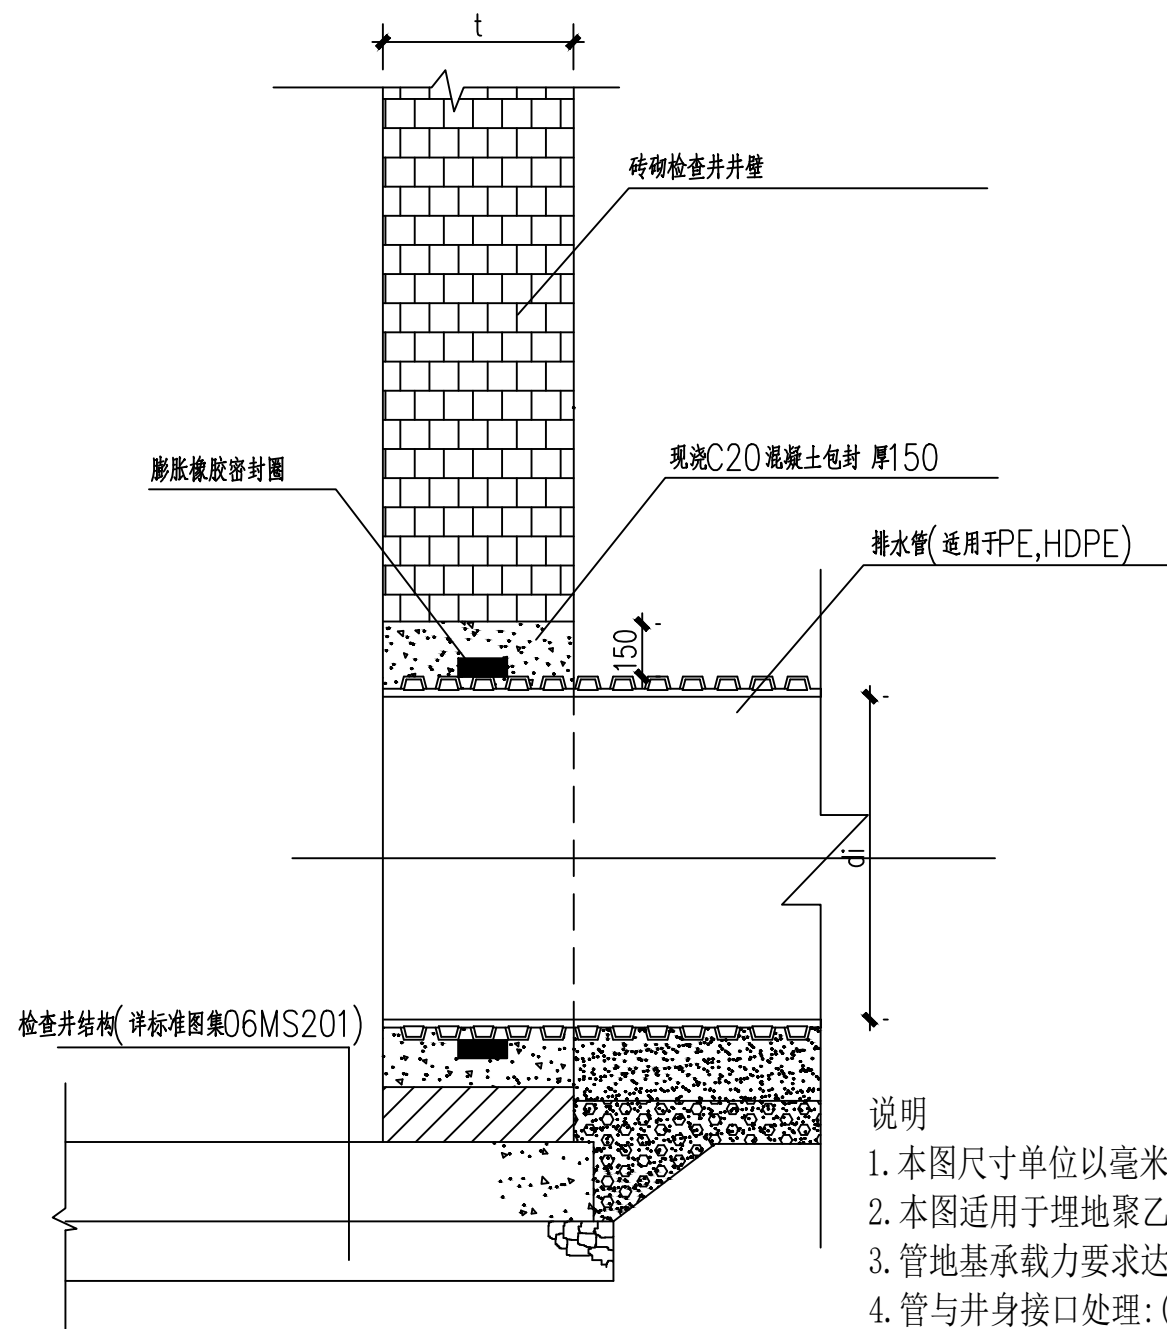 t
砖砌检查井井壁
膨胀橡胶密封圈
现浇C20混凝土包封 厚150
排水管(适用于PE,HDPE)
150
di
检查井结构(详标准图集06MS201)
说明
1.本图尺寸单位以毫米
2.本图适用于埋地聚乙
3.管地基承载力要求达
4.管与井身接口处理:(